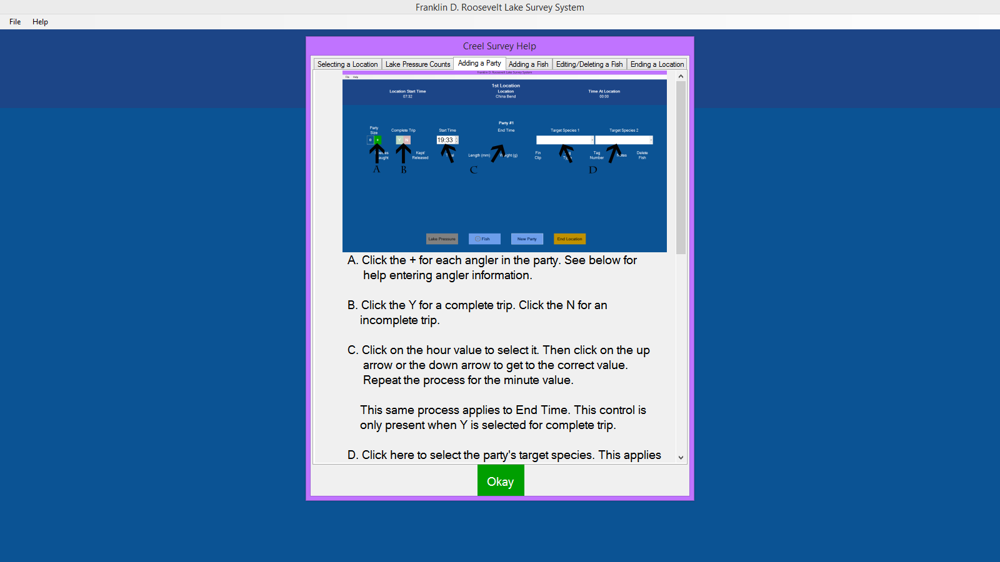 Franklin D. Roosevelt Lake Survey System
File Help
Creel Survey Help
Selecting a Location Lake Pressure Counts Adding a Party Adding a Fish Editing/Deleting a Fish Ending a Location
Franklin D. Roosevelt Lake Survey System
File Help
1st Location
Location Start Time Location Time At Location
07:32 China Bend 00:00
Party #1
Party Size Complete Trip Start Time End Time Target Species 1 Target Species 2
0 + Y N 19:33
Kept/ Released Length (mm) Fin Clip Tag Number Delete Fish
A B C D
Lake Pressure Fish New Party End Location
A. Click the + for each angler in the party. See below for
help entering angler information.
B. Click the Y for a complete trip. Click the N for an
incomplete trip.
C. Click on the hour value to select it. Then click on the up
arrow or the down arrow to get to the correct value.
Repeat the process for the minute value.
This same process applies to End Time. This control is
only present when Y is selected for complete trip.
D. Click here to select the party's target species. This applies
Okay